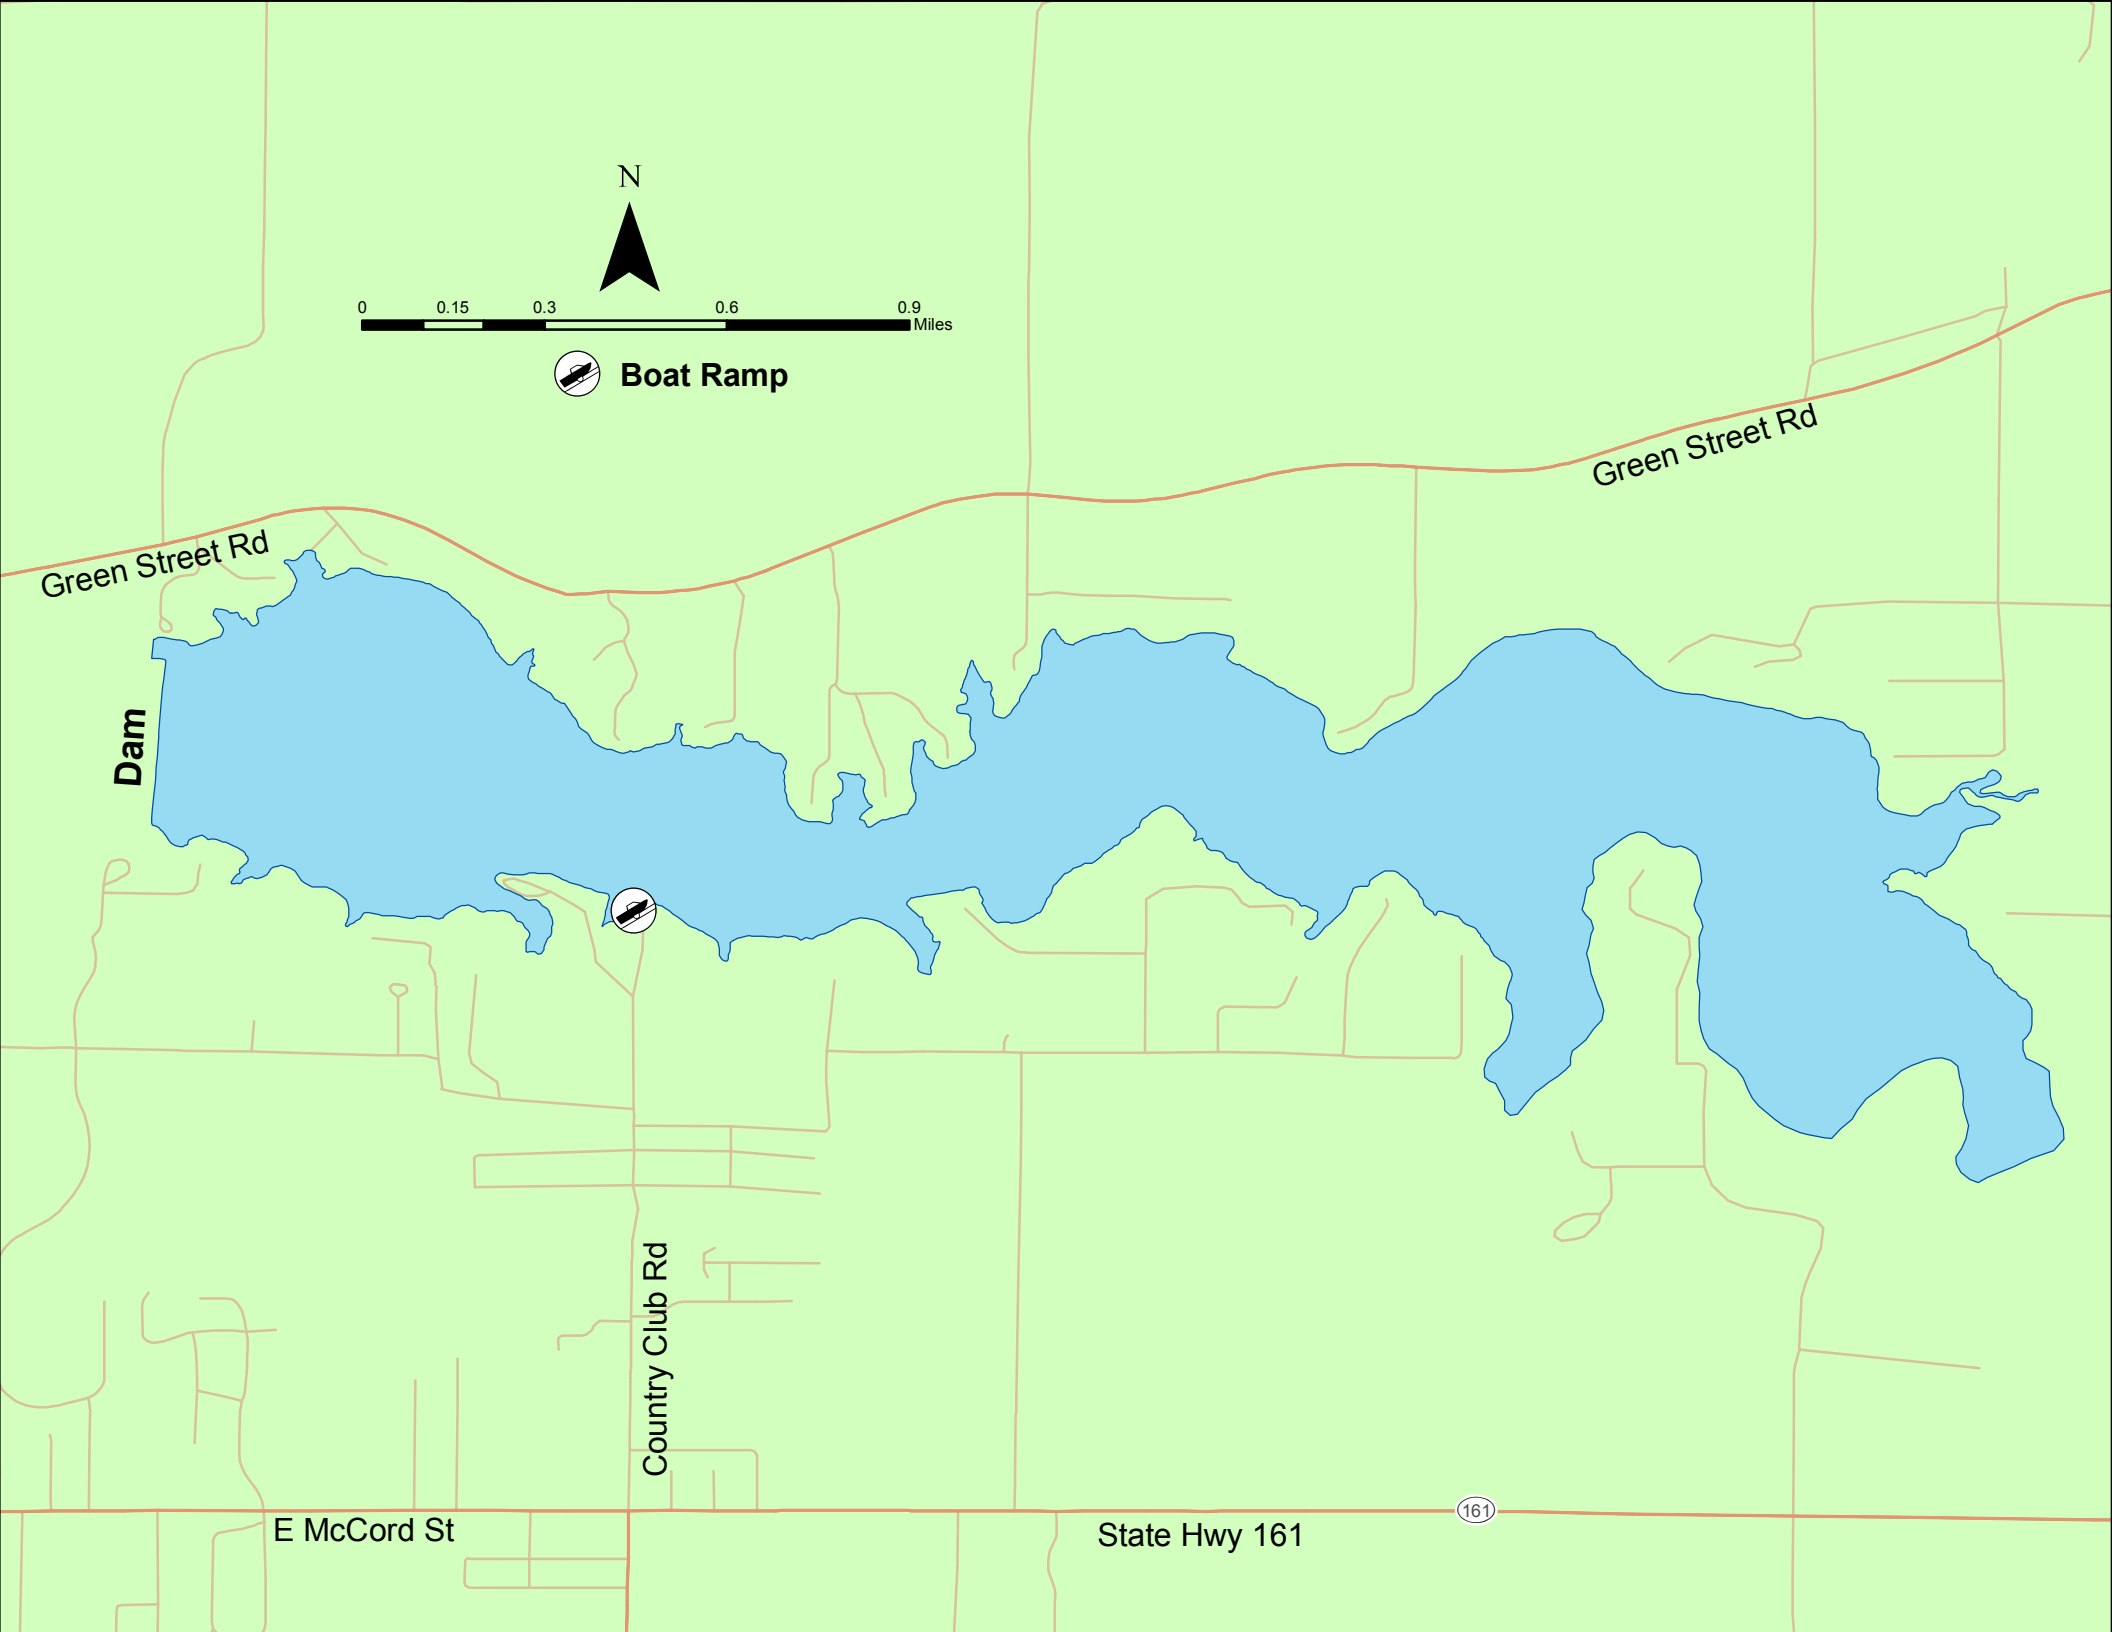 N
0 0.15 0.3 0.6 0.9
Miles
Boat Ramp
Green Street Rd
Green Street Rd
Dam
Country Club Rd
161
E McCord St
State Hwy 161